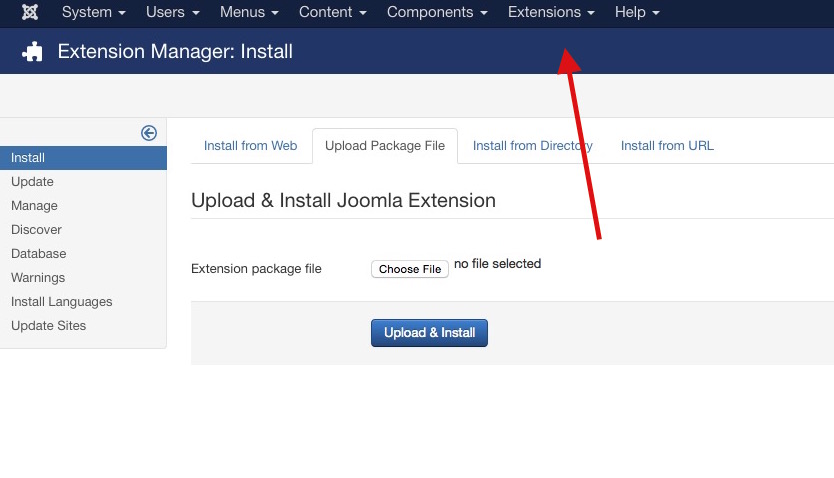 System Users Menus Content Components Extensions Help
Extension Manager: Install
Install from Web Upload Package File Install from Directory Install from URL
Install
Update
Manage
Discover
Database
Warnings
Install Languages
Update Sites
Upload & Install Joomla Extension
Extension package file Choose File no file selected
Upload & Install